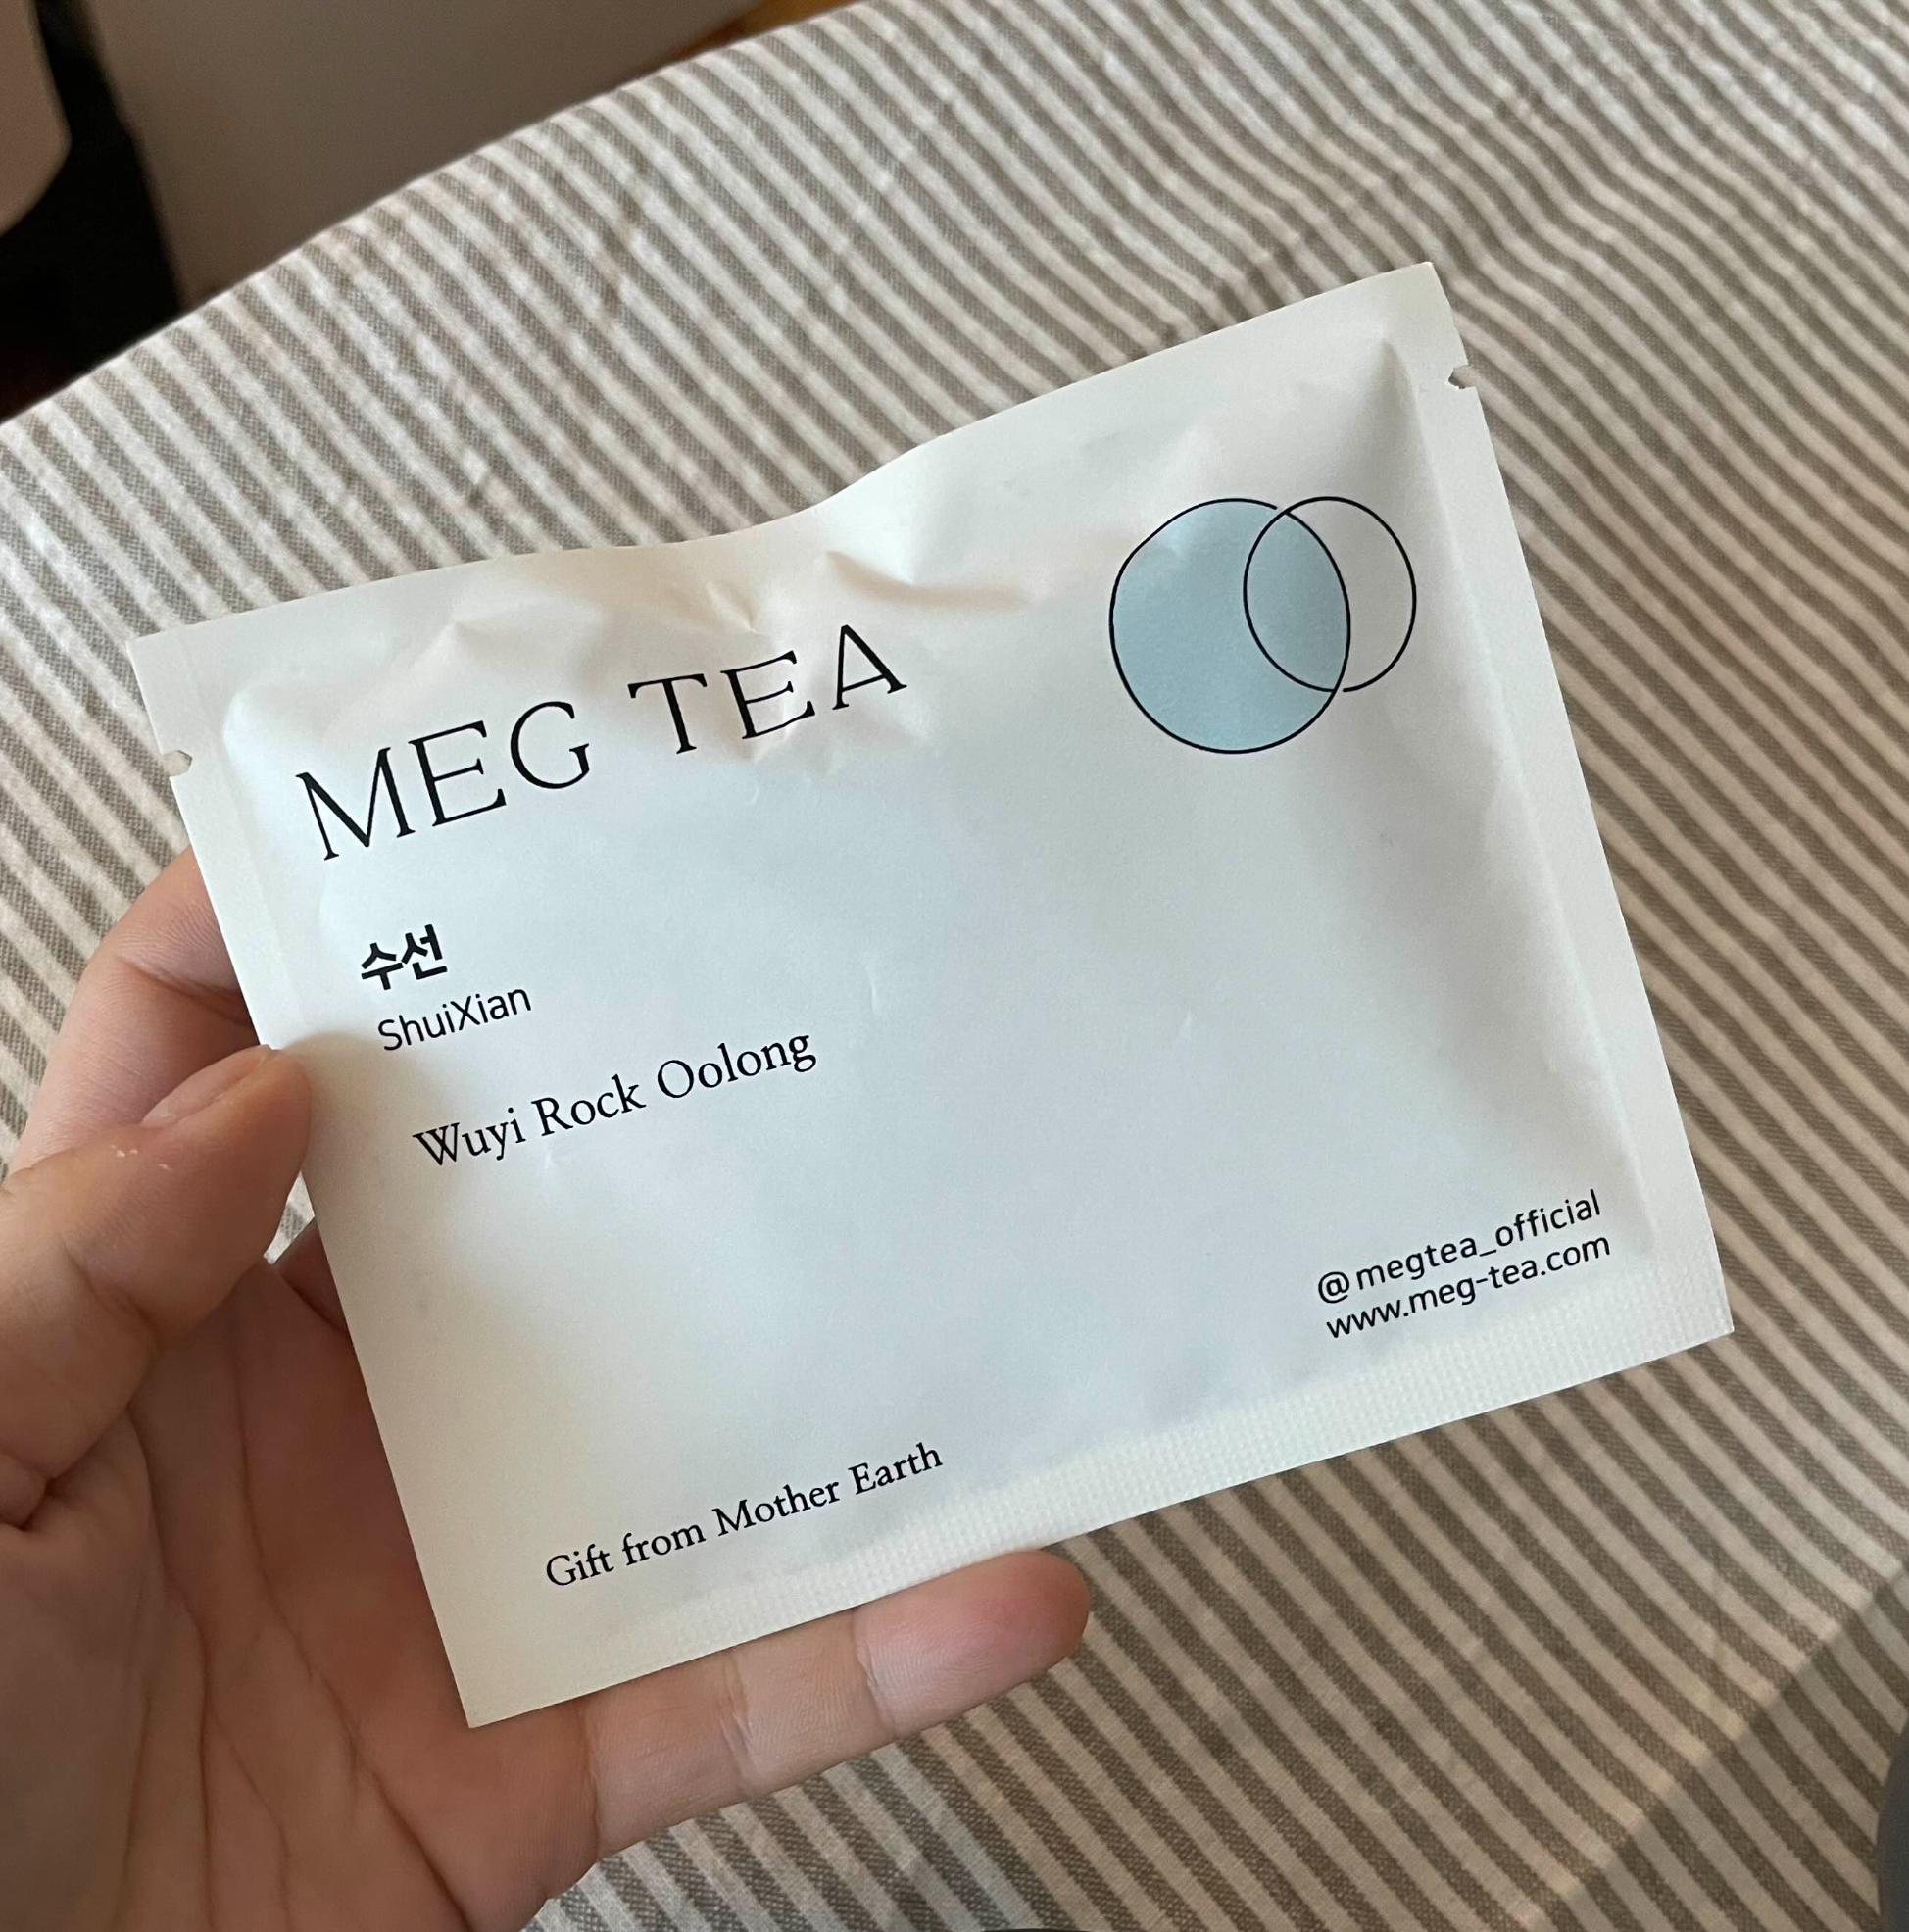 MEG TEA
수선
ShuiXian
Wuyi Rock Oolong
@megtea_official
www.meg-tea.com
Gift from Mother Earth